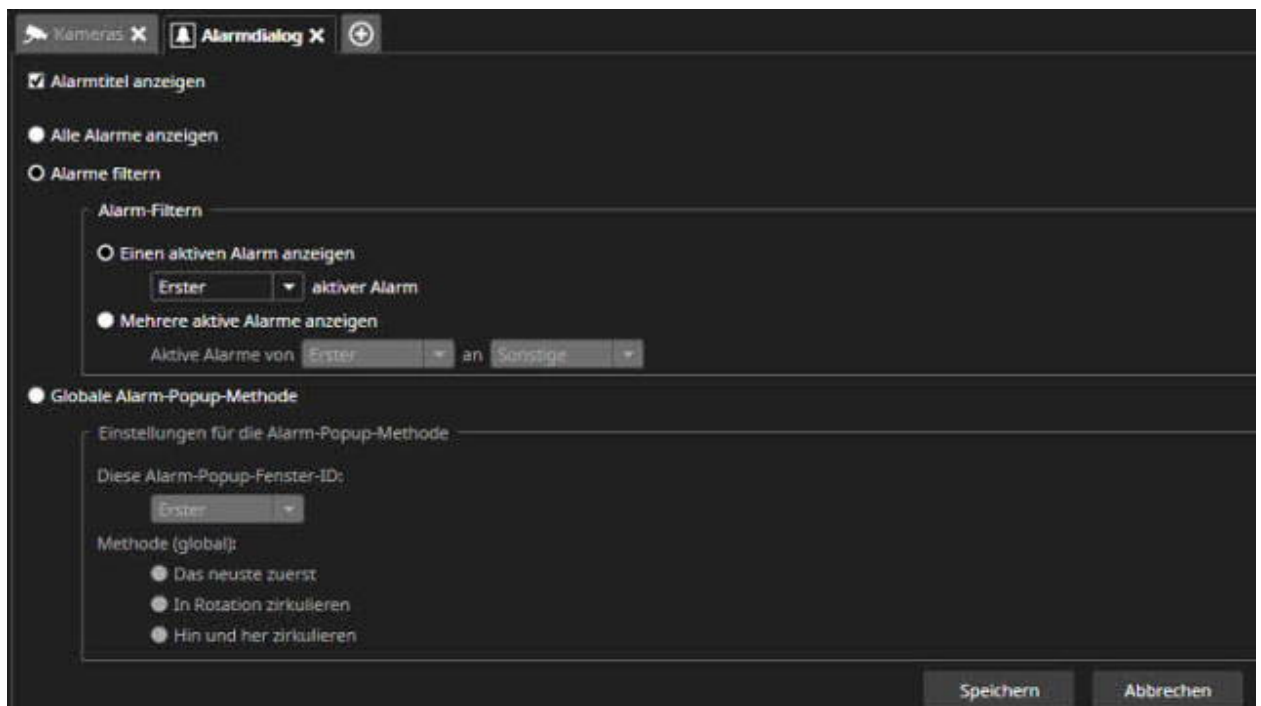 Kameras
Alarmdialog
Alarmtitel anzeigen
Alle Alarme anzeigen
Alarme filtern
Alarm-Filtern
Einen aktiven Alarm anzeigen
Erster aktiver Alarm
Mehrere aktive Alarme anzeigen
Aktive Alarme von Erster an Sonstige
Globale Alarm-Popup-Methode
Einstellungen für die Alarm-Popup-Methode
Diese Alarm-Popup-Fenster-ID:
Erster
Methode (global):
Das neuste zuerst
In Rotation zirkulieren
Hin und her zirkulieren
Speichern Abbrechen